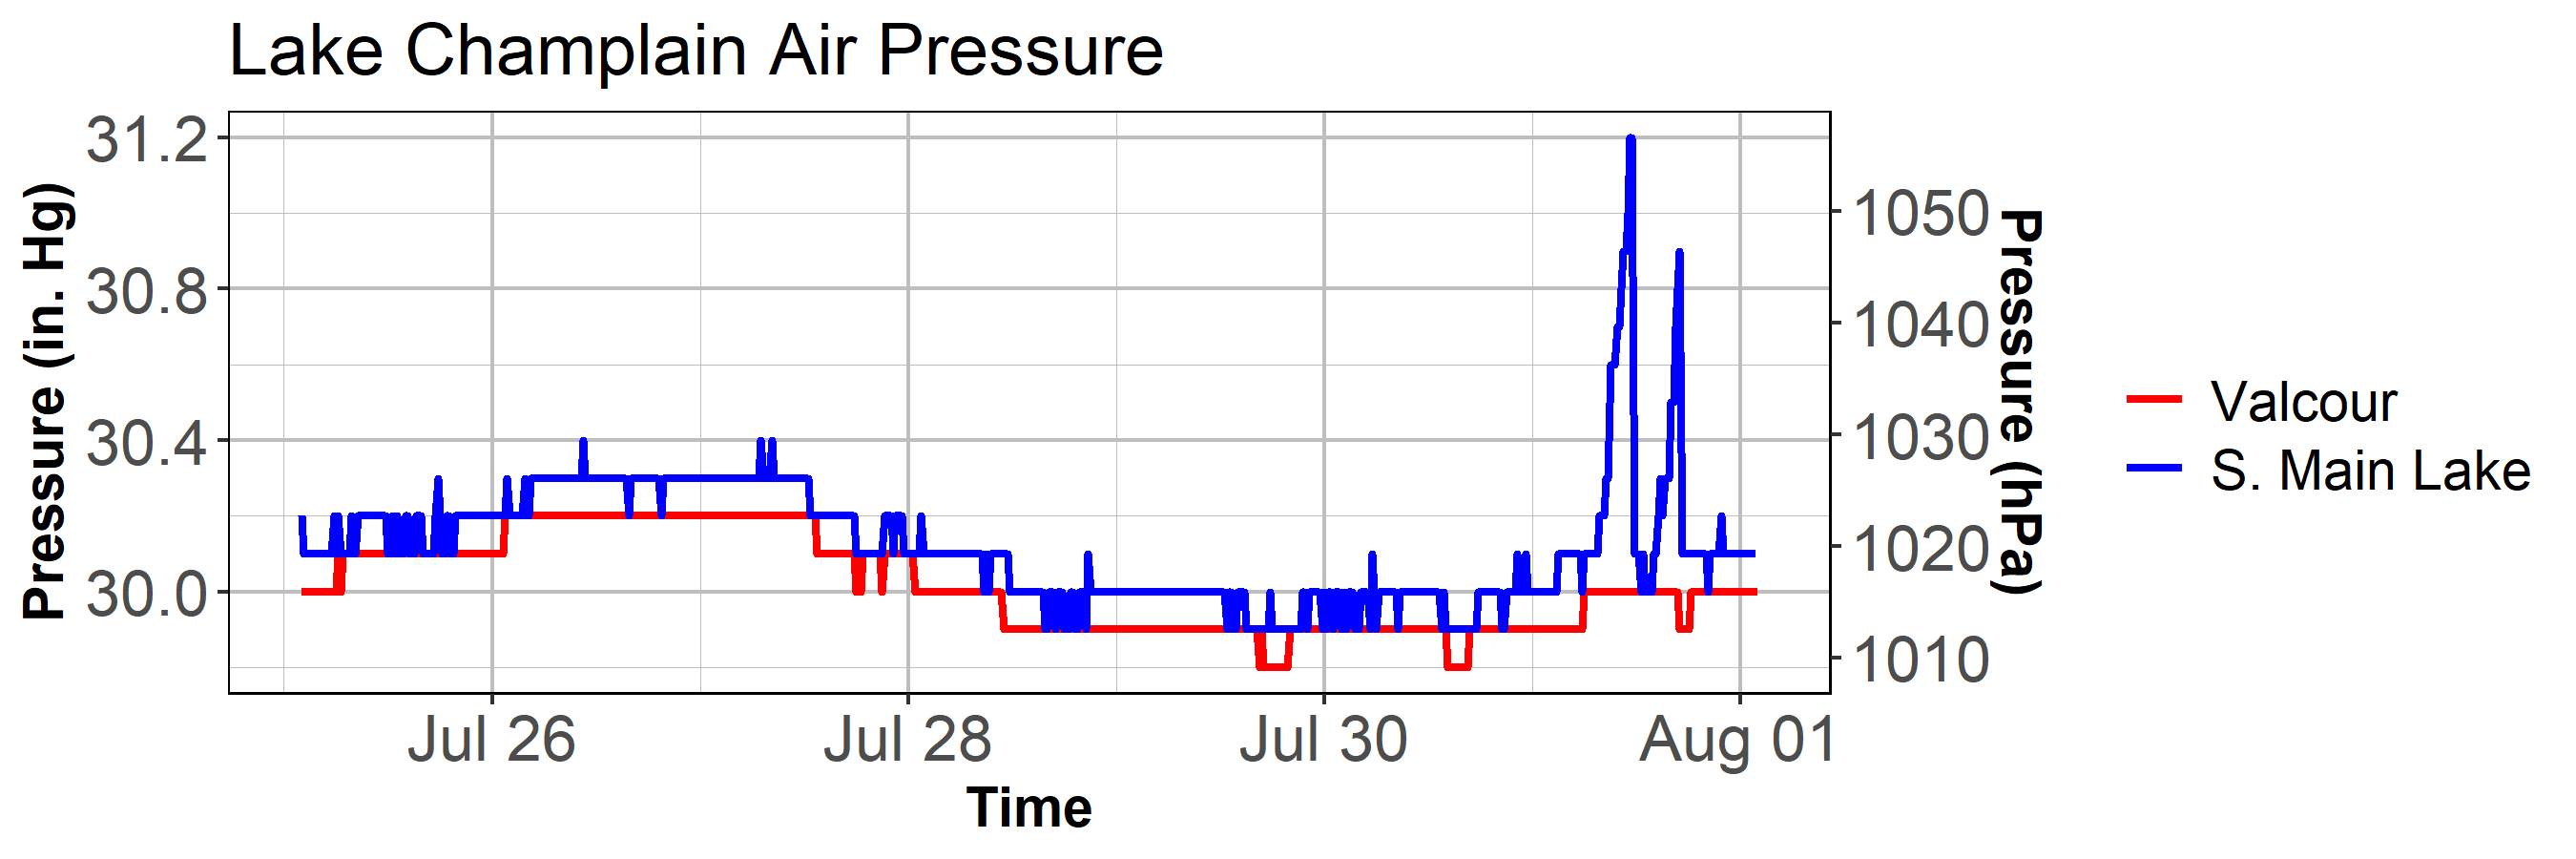 Lake Champlain Air Pressure
Pressure (in. Hg)
31.2
30.8
30.4
30.0
1050
1040
1030
1020
1010
Pressure (hPa)
Jul 26
Jul 28
Jul 30
Aug 01
Time
Valcour
S. Main Lake